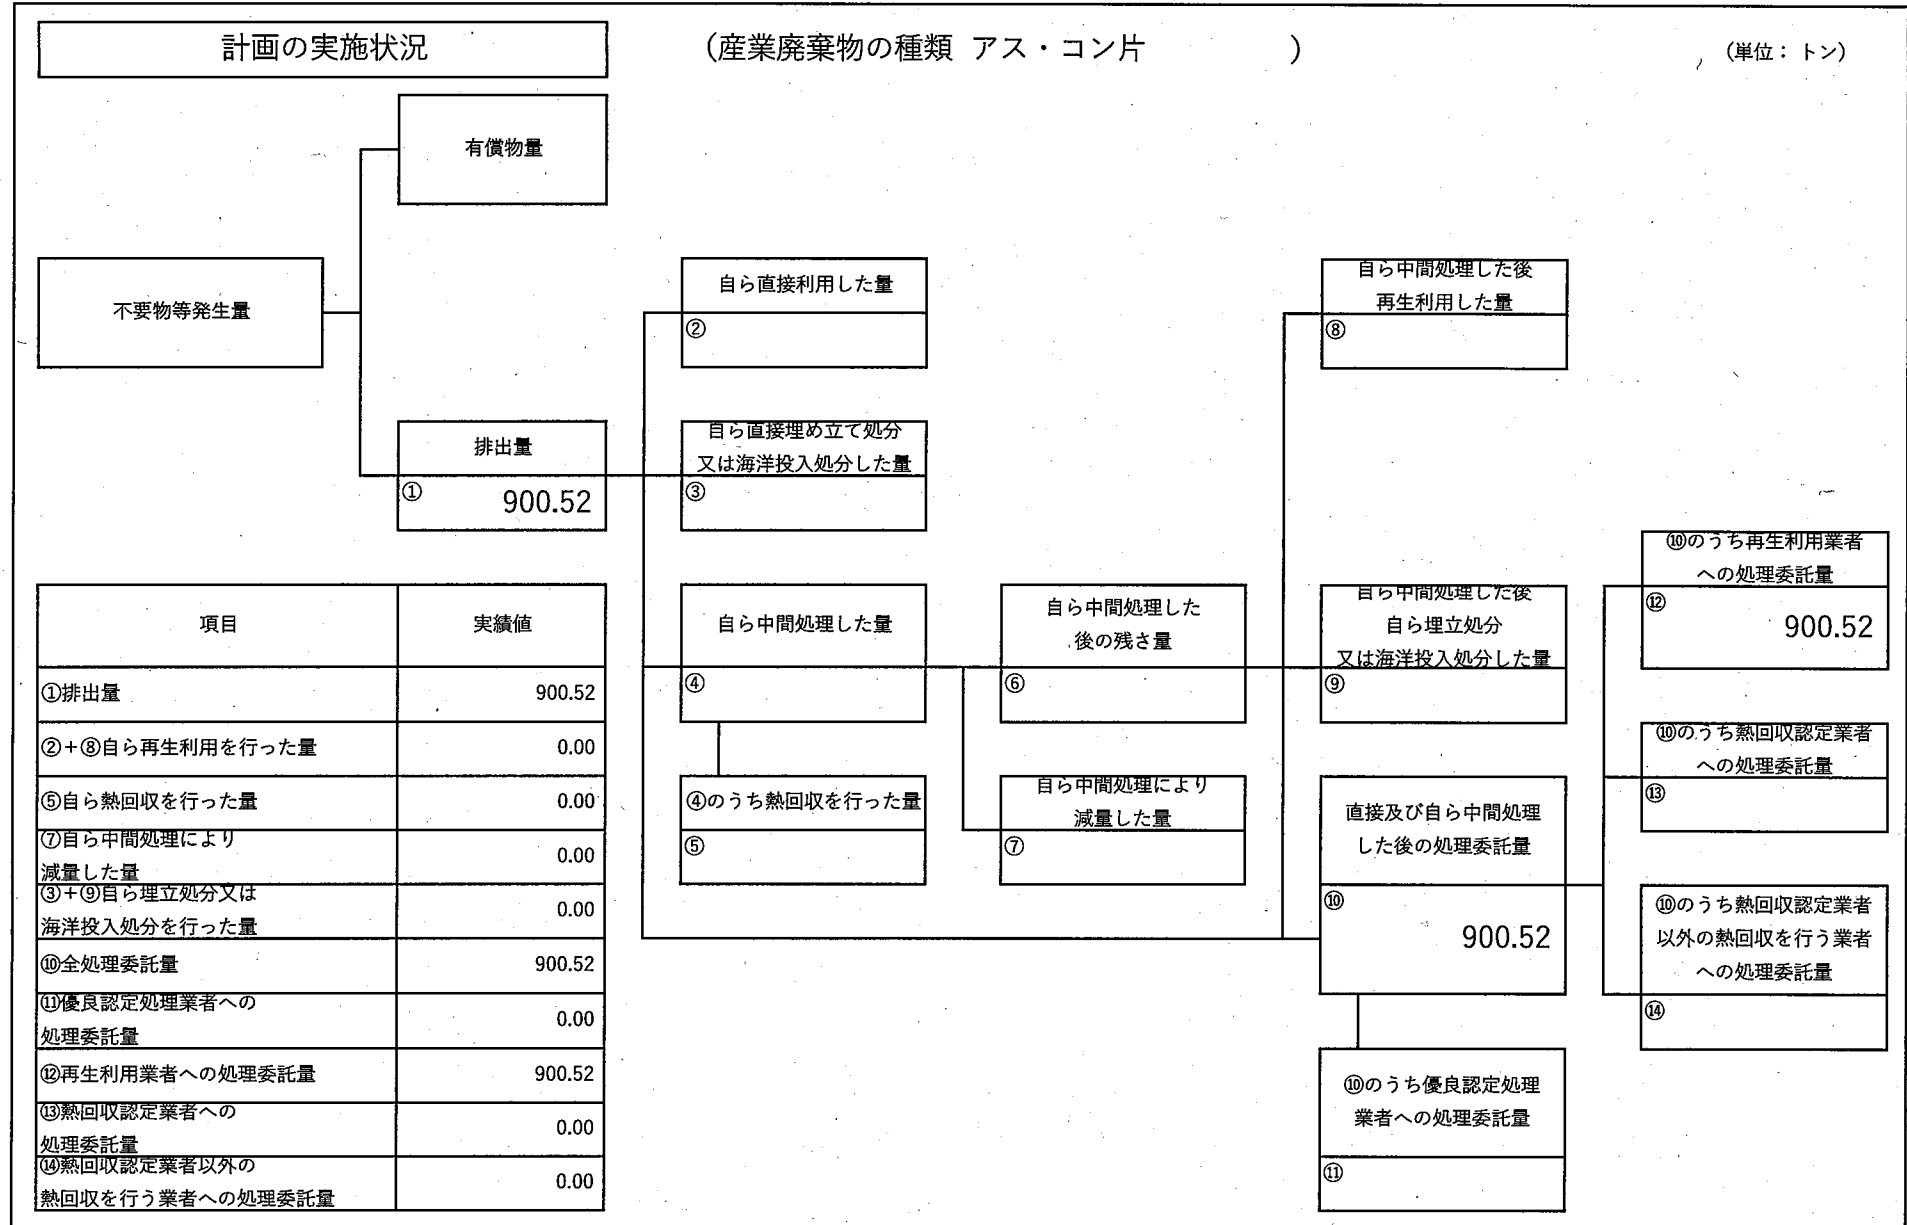 計画の実施状況
（産業廃棄物の種類 アス・コン片 ）
（単位：トン）
有償物量
不要物等発生量
排出量
①
900.52
自ら直接利用した量
②
自ら直接埋め立て処分
又は海洋投入処分した量
③
自ら中間処理した量
④
④のうち熱回収を行った量
⑤
自ら中間処理した
後の残さ量
⑥
自ら中間処理により
減量した量
⑦
自ら中間処理した後
再生利用した量
⑧
自ら中間処理した後
自ら埋立処分
又は海洋投入処分した量
⑨
直接及び自ら中間処理
した後の処理委託量
⑩
900.52
⑩のうち優良認定処理
業者への処理委託量
⑪
⑩のうち再生利用業者
への処理委託量
⑫
900.52
⑩のうち熱回収認定業者
への処理委託量
⑬
⑩のうち熱回収認定業者
以外の熱回収を行う業者
への処理委託量
⑭
項目 実績値
①排出量 900.52
②+⑧自ら再生利用を行った量 0.00
⑤自ら熱回収を行った量 0.00
⑦自ら中間処理により
減量した量 0.00
③+⑨自ら埋立処分又は
海洋投入処分を行った量 0.00
⑩全処理委託量 900.52
⑪優良認定処理業者への
処理委託量 0.00
⑫再生利用業者への処理委託量 900.52
⑬熱回収認定業者への
処理委託量 0.00
⑭熱回収認定業者以外の
熱回収を行う業者への処理委託量 0.00